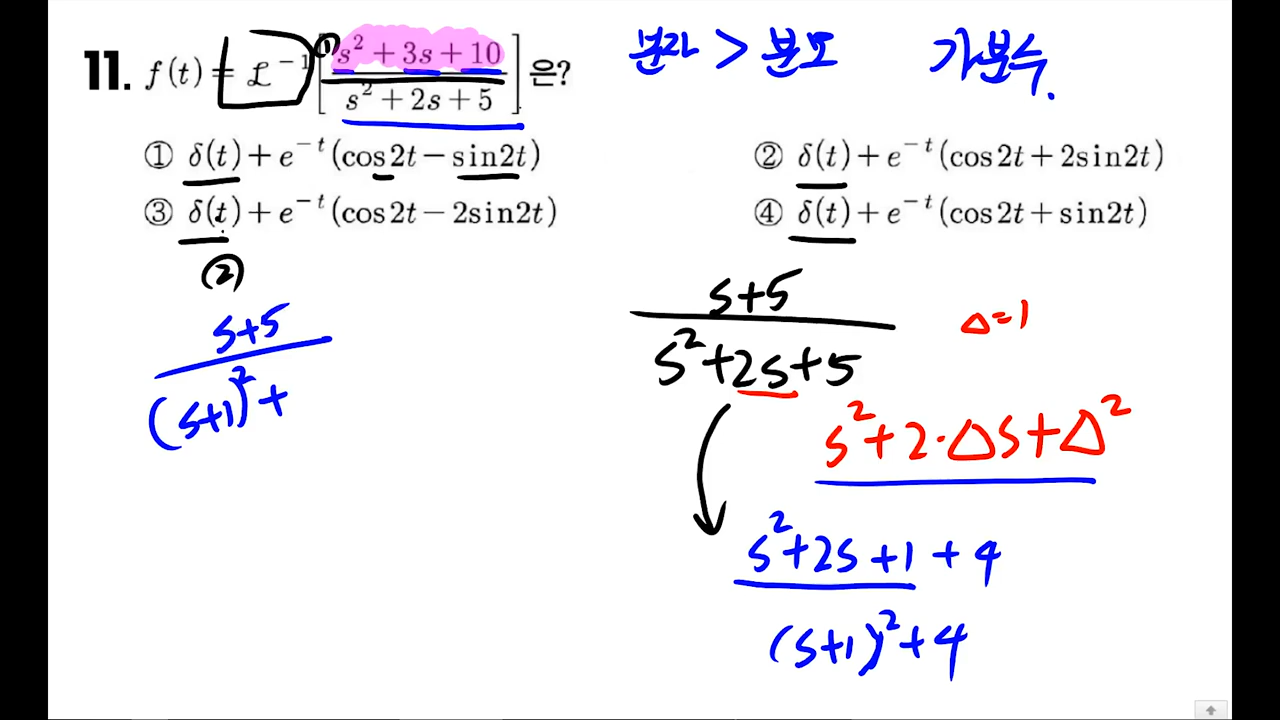 11. f(t) = ℒ⁻¹[(s² + 3s + 10)/(s² + 2s + 5)]은?
(1)
분자 > 분모 가분수.
① δ(t) + e^{-t}(cos2t − sin2t)
② δ(t) + e^{-t}(cos2t + 2sin2t)
③ δ(t) + e^{-t}(cos2t − 2sin2t)
④ δ(t) + e^{-t}(cos2t + sin2t)
(2)
s+5
(s+1)² +
s+5
s²+2s+5
△=1
s²+2·△s+△²
s²+2s+1+4
(s+1)²+4